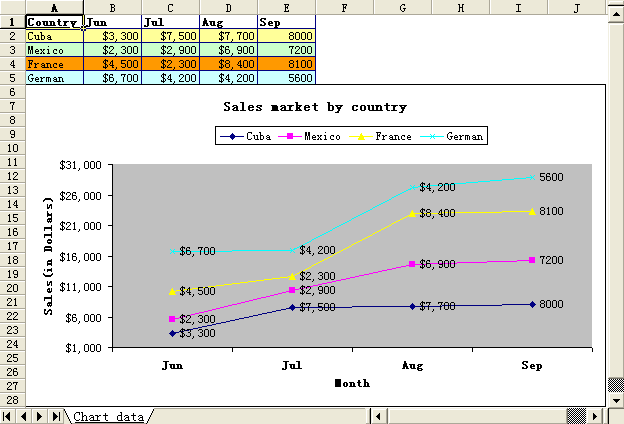 A B C D E F G H I J
1 Country Jun Jul Aug Sep
2 Cuba $3,300 $7,500 $7,700 8000
3 Mexico $2,300 $2,900 $6,900 7200
4 France $4,500 $2,300 $8,400 8100
5 German $6,700 $4,200 $4,200 5600
6
7
8
9
10
11
12
13
14
15
16
17
18
19
20
21
22
23
24
25
26
27
28
Sales market by country
Cuba Mexico France German
Sales(in Dollars)
$31,000
$26,000
$21,000
$16,000
$11,000
$6,000
$1,000
$6,700 $4,200 $4,200 5600
$4,500 $2,300 $8,400 8100
$2,300 $2,900 $6,900 7200
$3,300 $7,500 $7,700 8000
Jun Jul Aug Sep
Month
Chart data